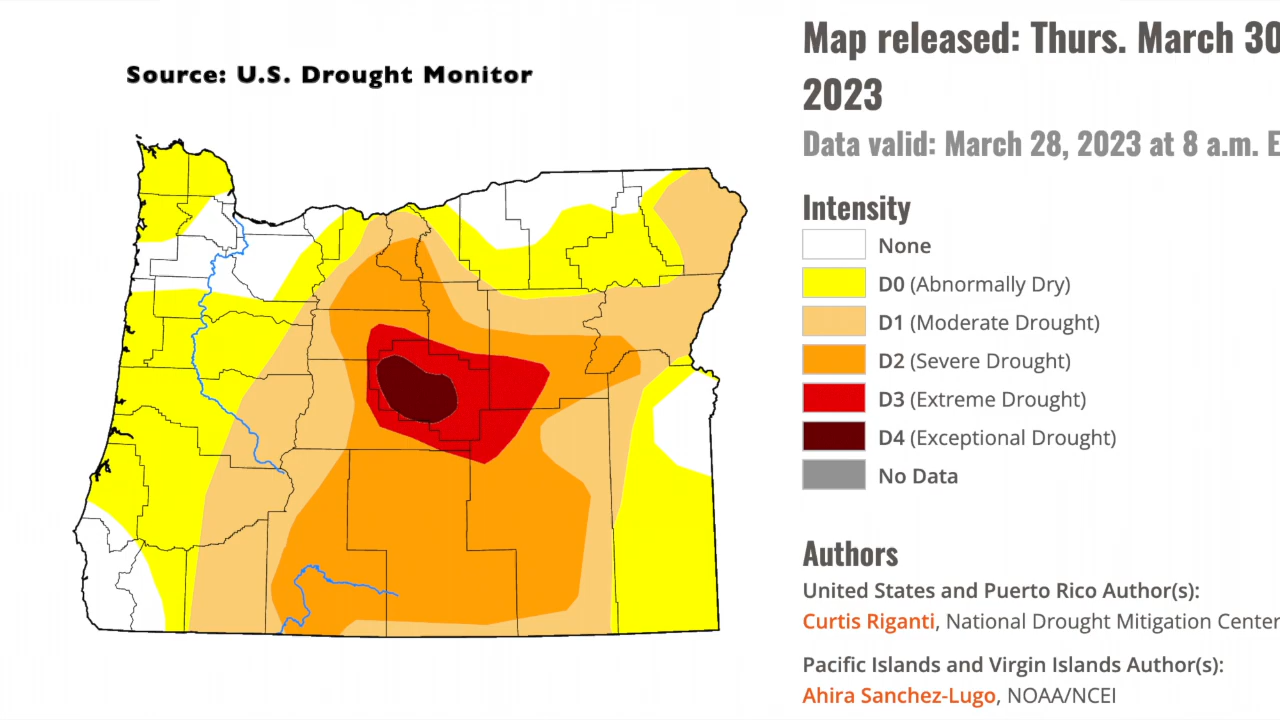 Source: U.S. Drought Monitor
Map released: Thurs. March 30
2023
Data valid: March 28, 2023 at 8 a.m. E
Intensity
None
D0 (Abnormally Dry)
D1 (Moderate Drought)
D2 (Severe Drought)
D3 (Extreme Drought)
D4 (Exceptional Drought)
No Data
Authors
United States and Puerto Rico Author(s):
Curtis Riganti, National Drought Mitigation Center
Pacific Islands and Virgin Islands Author(s):
Ahira Sanchez-Lugo, NOAA/NCEI